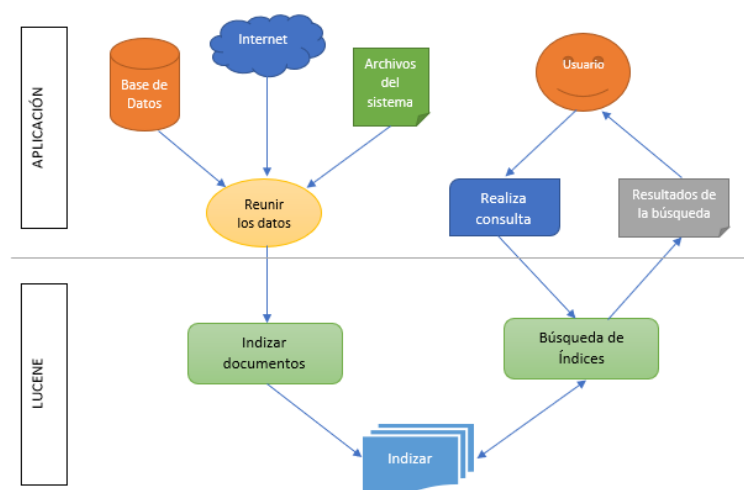 APLICACIÓN
Base de
Datos
Internet
Archivos
del
sistema
Usuario
Reunir
los datos
Realiza
consulta
Resultados de
la búsqueda
LUCENE
Indizar
documentos
Búsqueda de
Índices
Indizar